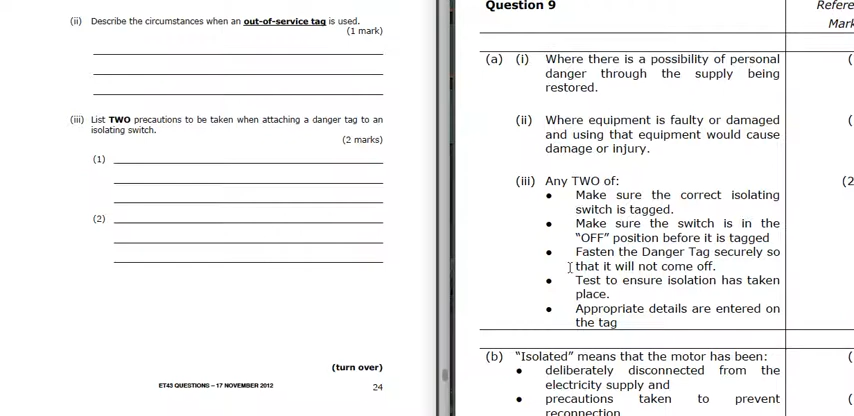 (ii) Describe the circumstances when an out-of-service tag is used.
(1 mark)
(iii) List TWO precautions to be taken when attaching a danger tag to an
isolating switch.
(2 marks)
(1)
(2)
(turn over)
ET43 QUESTIONS – 17 NOVEMBER 2012
24
Question 9
(a) (i) Where there is a possibility of personal
danger through the supply being
restored.
(ii) Where equipment is faulty or damaged
and using that equipment would cause
damage or injury.
(iii) Any TWO of:
(2
• Make sure the correct isolating
switch is tagged.
• Make sure the switch is in the
“OFF” position before it is tagged
• Fasten the Danger Tag securely so
that it will not come off.
• Test to ensure isolation has taken
place.
• Appropriate details are entered on
the tag
(b) “Isolated” means that the motor has been:
• deliberately disconnected from the
electricity supply and
• precautions taken to prevent
reconnection